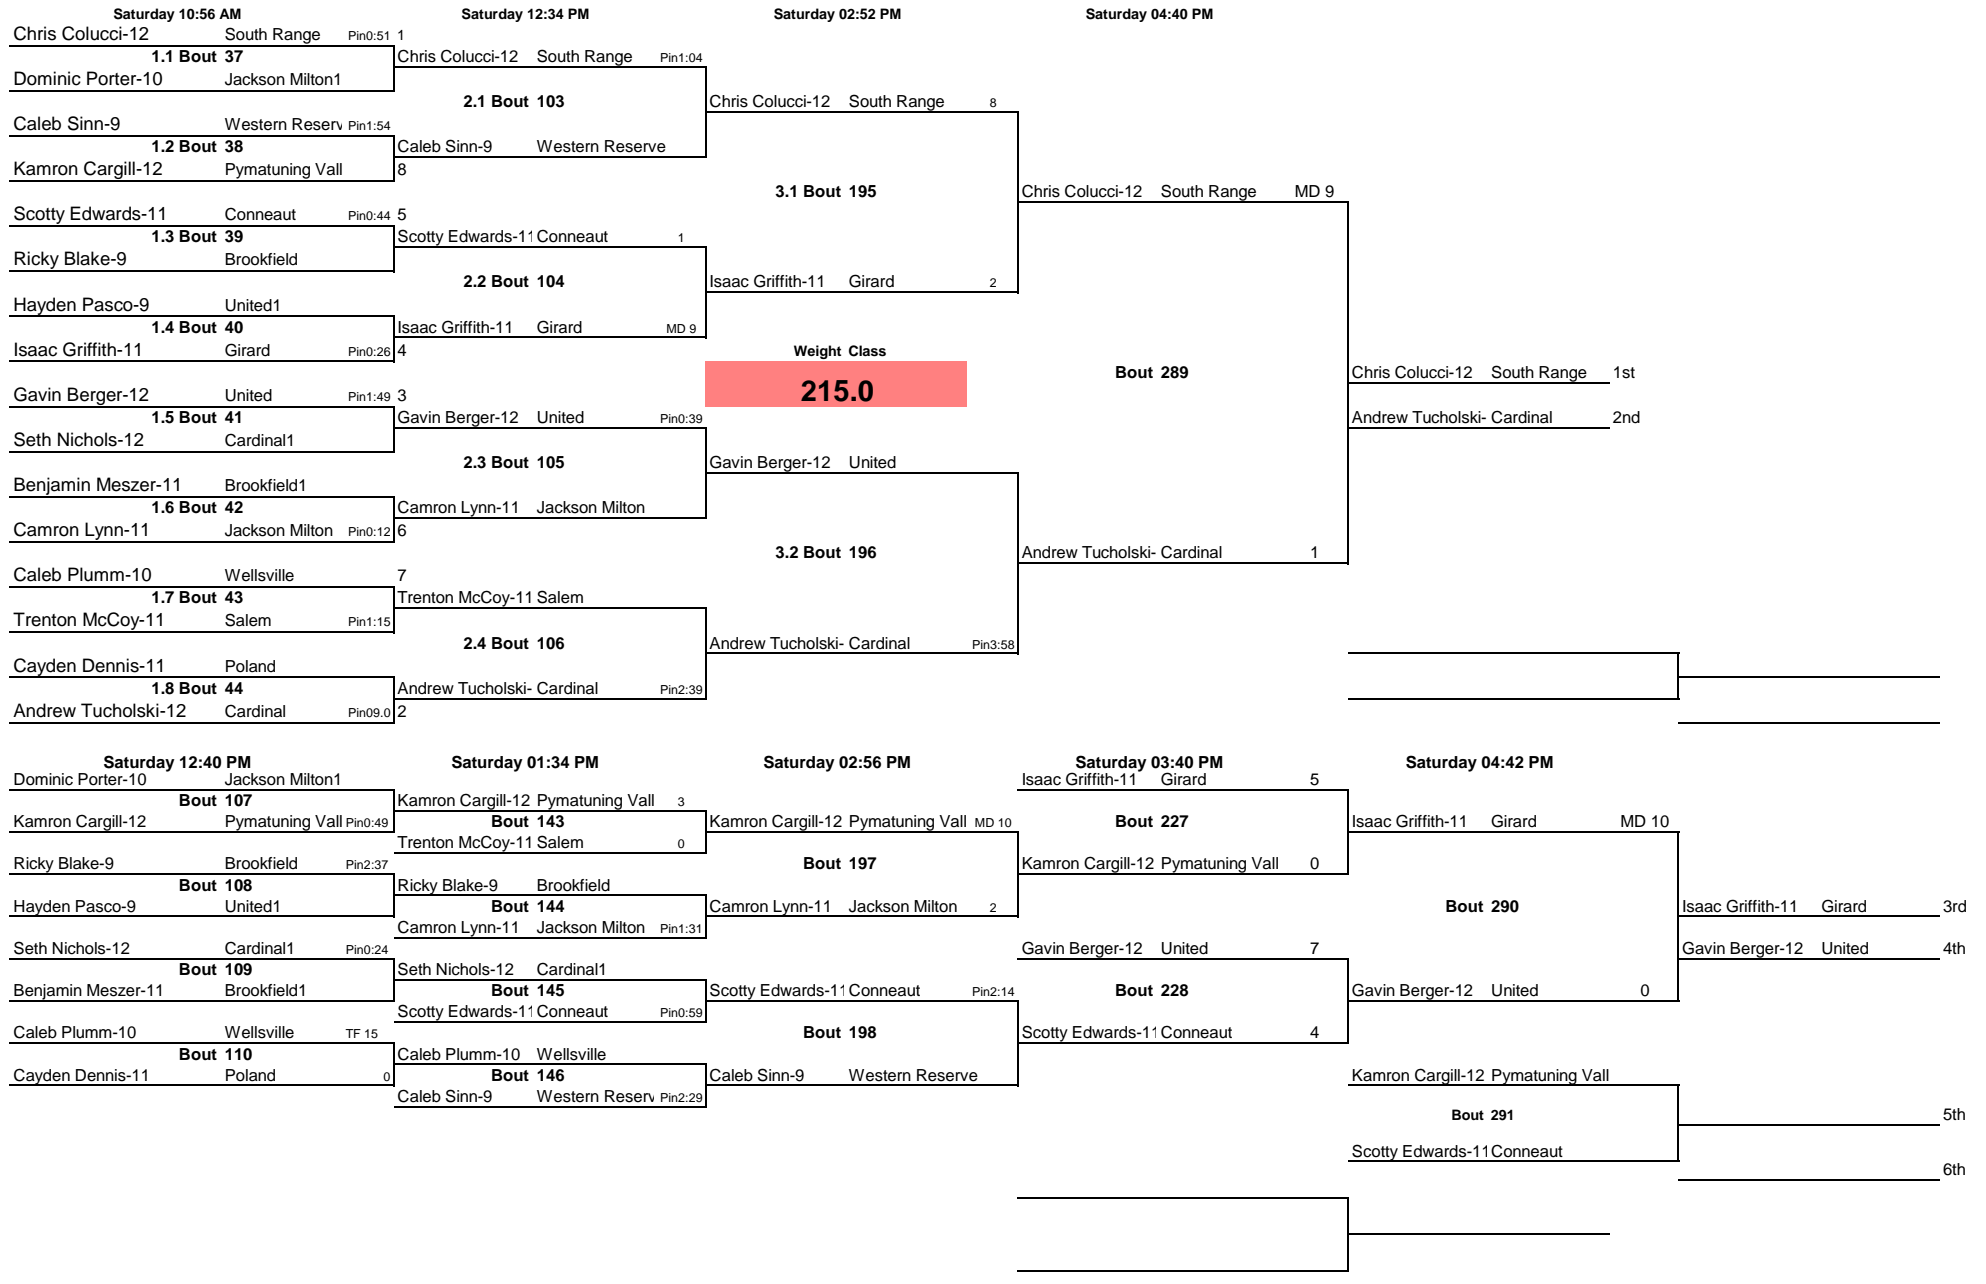 Saturday 10:56 AM Saturday 12:34 PM Saturday 02:52 PM Saturday 04:40 PM
Chris Colucci-12 South Range Pin0:51 1
1.1 Bout 37 Chris Colucci-12 South Range Pin1:04
Dominic Porter-10 Jackson Milton1
2.1 Bout 103 Chris Colucci-12 South Range 8
Caleb Sinn-9 Western Reserv Pin1:54
1.2 Bout 38 Caleb Sinn-9 Western Reserve
Kamron Cargill-12 Pymatuning Vall 8
3.1 Bout 195 Chris Colucci-12 South Range MD 9
Scotty Edwards-11 Conneaut Pin0:44 5
1.3 Bout 39 Scotty Edwards-11 Conneaut 1
Ricky Blake-9 Brookfield
2.2 Bout 104 Isaac Griffith-11 Girard 2
Hayden Pasco-9 United1
1.4 Bout 40 Isaac Griffith-11 Girard MD 9
Isaac Griffith-11 Girard Pin0:26 4 Weight Class
Bout 289 Chris Colucci-12 South Range 1st
Gavin Berger-12 United Pin1:49 3 215.0
1.5 Bout 41 Gavin Berger-12 United Pin0:39 Andrew Tucholski- Cardinal 2nd
Seth Nichols-12 Cardinal1
2.3 Bout 105 Gavin Berger-12 United
Benjamin Meszer-11 Brookfield1
1.6 Bout 42 Camron Lynn-11 Jackson Milton
Camron Lynn-11 Jackson Milton Pin0:12 6
3.2 Bout 196 Andrew Tucholski- Cardinal 1
Caleb Plumm-10 Wellsville 7
1.7 Bout 43 Trenton McCoy-11 Salem
Trenton McCoy-11 Salem Pin1:15
2.4 Bout 106 Andrew Tucholski- Cardinal Pin3:58
Cayden Dennis-11 Poland
1.8 Bout 44 Andrew Tucholski- Cardinal Pin2:39
Andrew Tucholski-12 Cardinal Pin09.0 2
Saturday 12:40 PM Saturday 01:34 PM Saturday 02:56 PM Saturday 03:40 PM Saturday 04:42 PM
Dominic Porter-10 Jackson Milton1 Isaac Griffith-11 Girard 5
Bout 107 Kamron Cargill-12 Pymatuning Vall 3
Kamron Cargill-12 Pymatuning Vall Pin0:49 Bout 143 Kamron Cargill-12 Pymatuning Vall MD 10 Bout 227 Isaac Griffith-11 Girard MD 10
Trenton McCoy-11 Salem 0
Ricky Blake-9 Brookfield Pin2:37 Bout 197 Kamron Cargill-12 Pymatuning Vall 0
Bout 108 Ricky Blake-9 Brookfield
Hayden Pasco-9 United1 Bout 144 Camron Lynn-11 Jackson Milton 2 Bout 290 Isaac Griffith-11 Girard 3rd
Camron Lynn-11 Jackson Milton Pin1:31
Seth Nichols-12 Cardinal1 Pin0:24 Gavin Berger-12 United 7 Gavin Berger-12 United 4th
Bout 109 Seth Nichols-12 Cardinal1
Benjamin Meszer-11 Brookfield1 Bout 145 Scotty Edwards-11 Conneaut Pin2:14 Bout 228 Gavin Berger-12 United 0
Scotty Edwards-11 Conneaut Pin0:59
Caleb Plumm-10 Wellsville TF 15 Bout 198 Scotty Edwards-11 Conneaut 4
Bout 110 Caleb Plumm-10 Wellsville
Cayden Dennis-11 Poland 0 Bout 146 Caleb Sinn-9 Western Reserve Kamron Cargill-12 Pymatuning Vall
Caleb Sinn-9 Western Reserv Pin2:29
Bout 291 5th
Scotty Edwards-11 Conneaut
6th